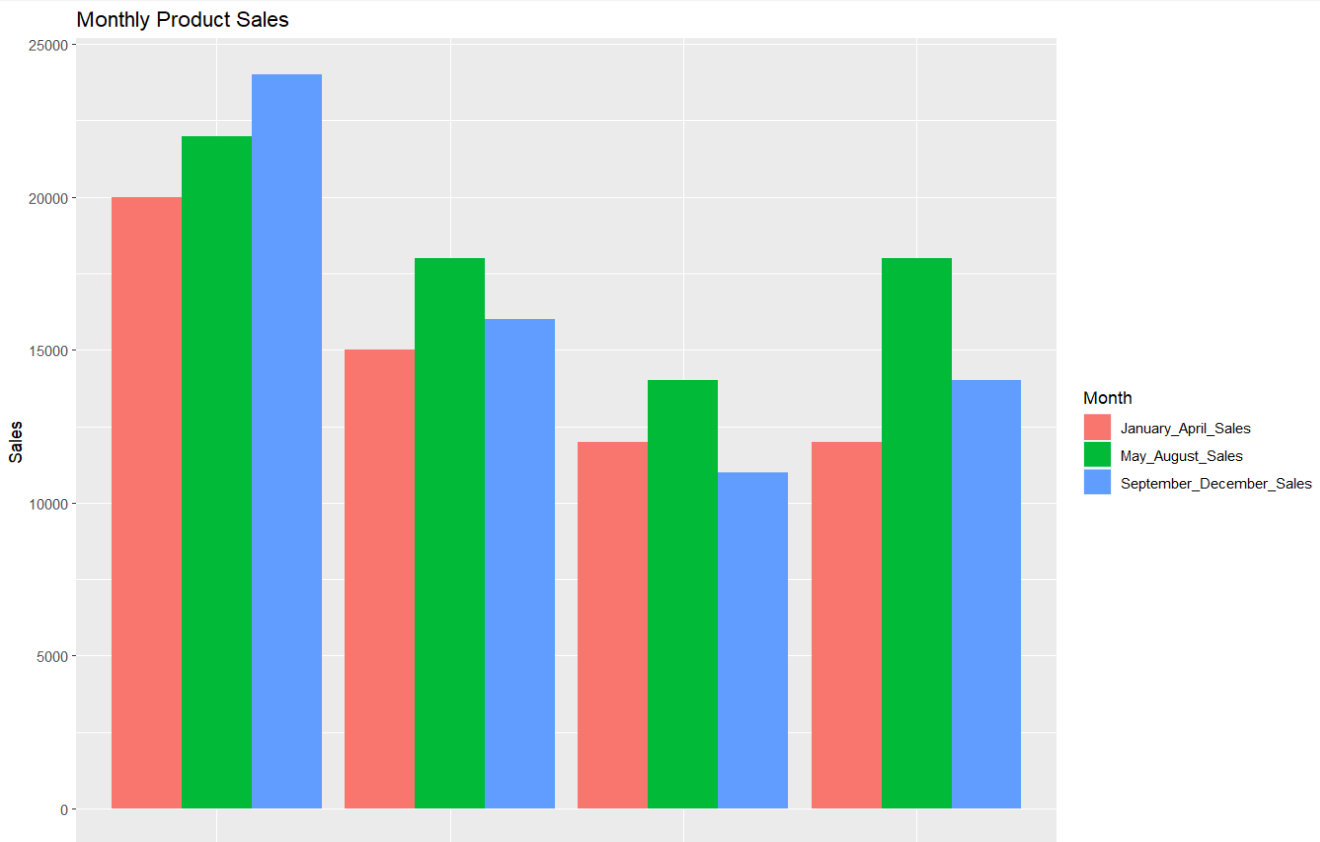 Monthly Product Sales
25000
20000
15000
10000
5000
0
Sales
Month
January_April_Sales
May_August_Sales
September_December_Sales